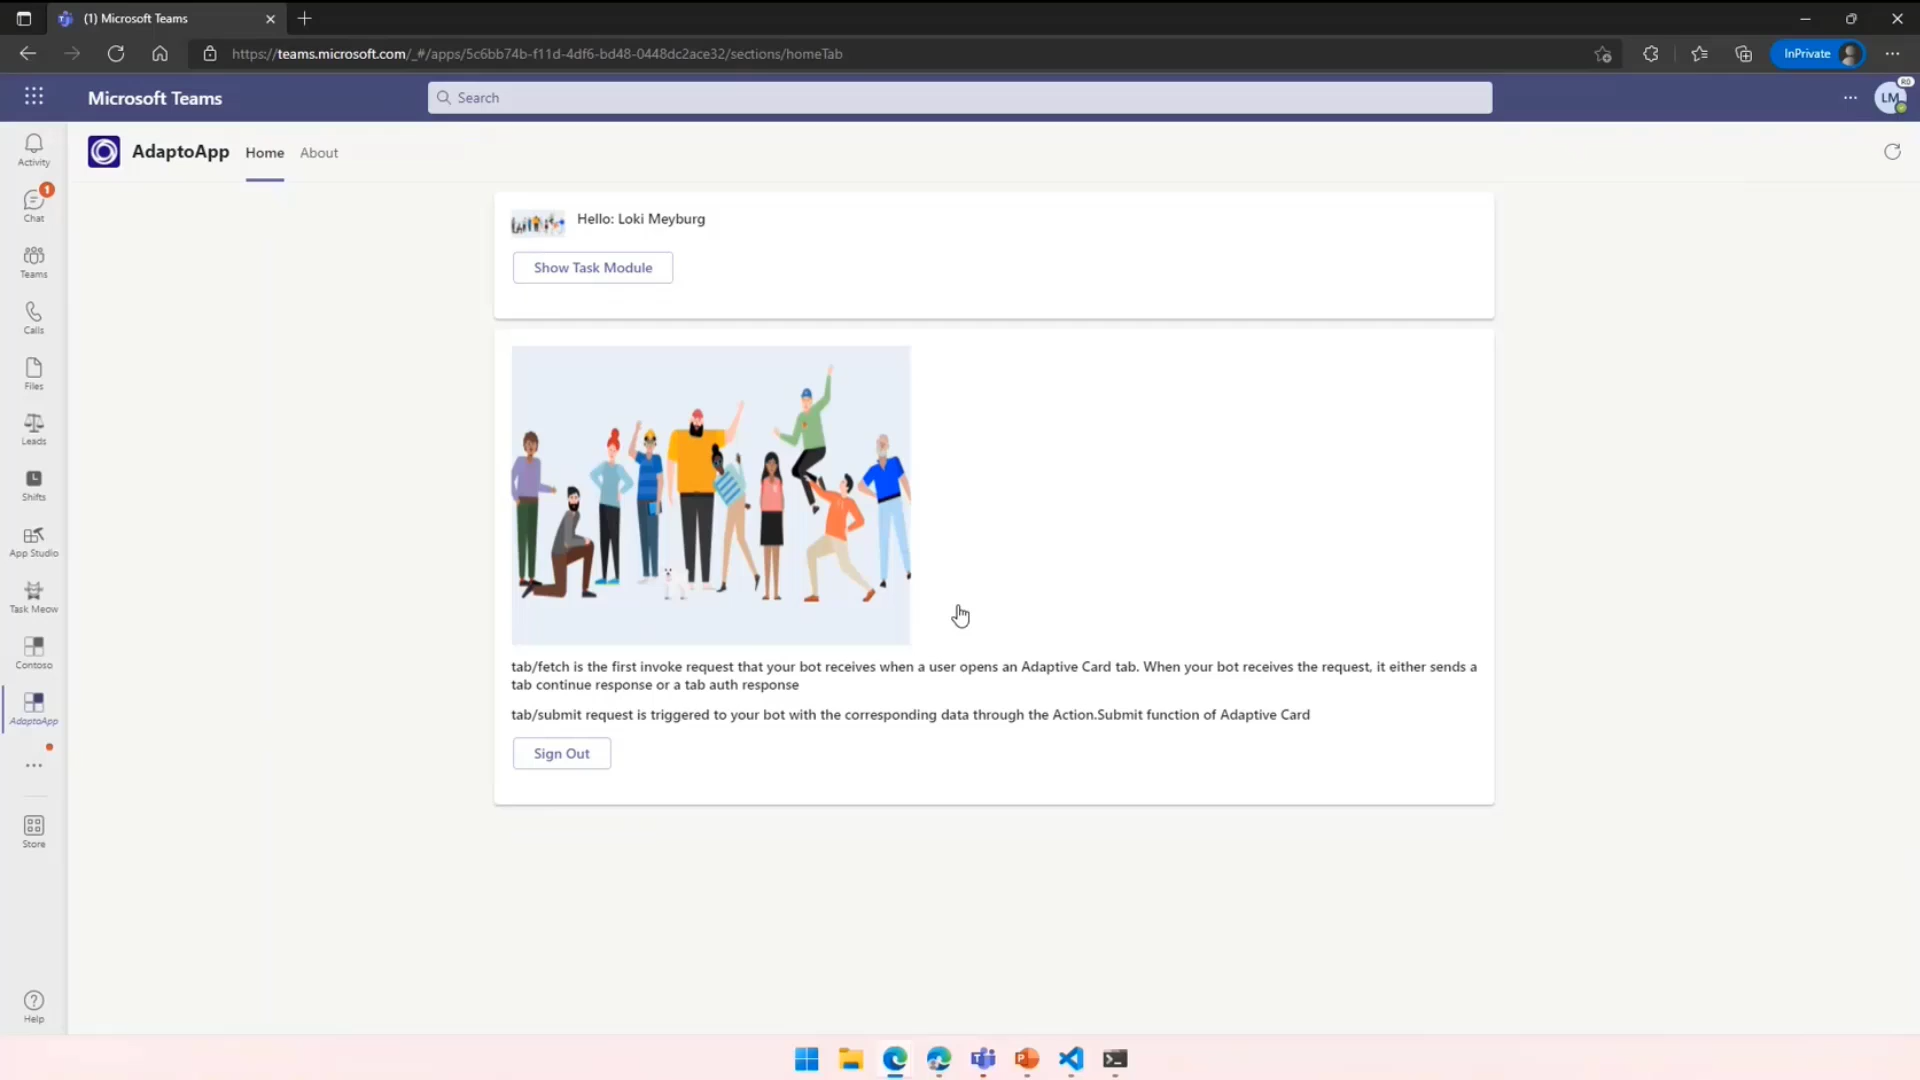 (1) Microsoft Teams
https://teams.microsoft.com/_#/apps/5c6bb74b-f11d-4df6-bd48-0448dc2ace32/sections/homeTab
InPrivate
Microsoft Teams
Search
RO
LM
Activity
1
Chat
Teams
Calls
Files
Leads
Shifts
App Studio
Task Meow
Contoso
AdaptoApp
Store
Help
AdaptoApp
Home
About
Hello: Loki Meyburg
Show Task Module
tab/fetch is the first invoke request that your bot receives when a user opens an Adaptive Card tab. When your bot receives the request, it either sends a
tab continue response or a tab auth response
tab/submit request is triggered to your bot with the corresponding data through the Action.Submit function of Adaptive Card
Sign Out